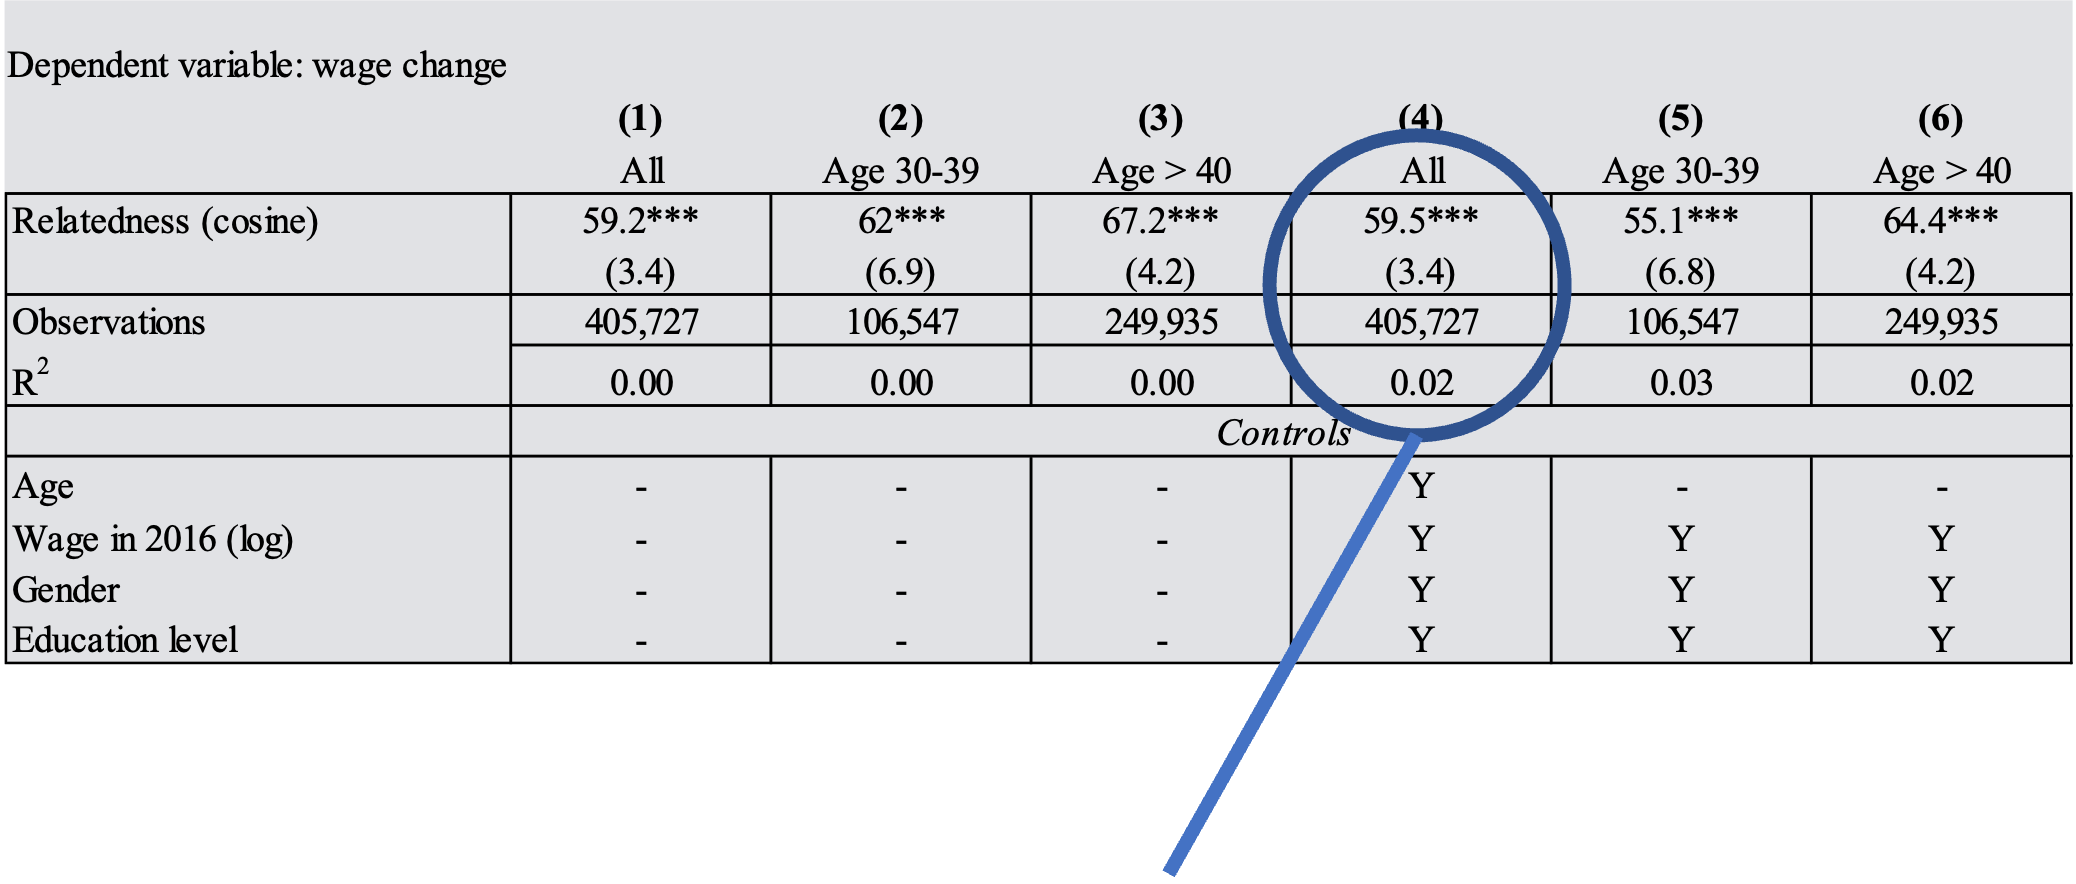 Dependent variable: wage change
(1) (2) (3) (4) (5) (6)
All Age 30-39 Age > 40 All Age 30-39 Age > 40
Relatedness (cosine) 59.2*** 62*** 67.2*** 59.5*** 55.1*** 64.4***
(3.4) (6.9) (4.2) (3.4) (6.8) (4.2)
Observations 405,727 106,547 249,935 405,727 106,547 249,935
R² 0.00 0.00 0.00 0.02 0.03 0.02
Controls
Age - - - Y - -
Wage in 2016 (log) - - - Y Y Y
Gender - - - Y Y Y
Education level - - - Y Y Y